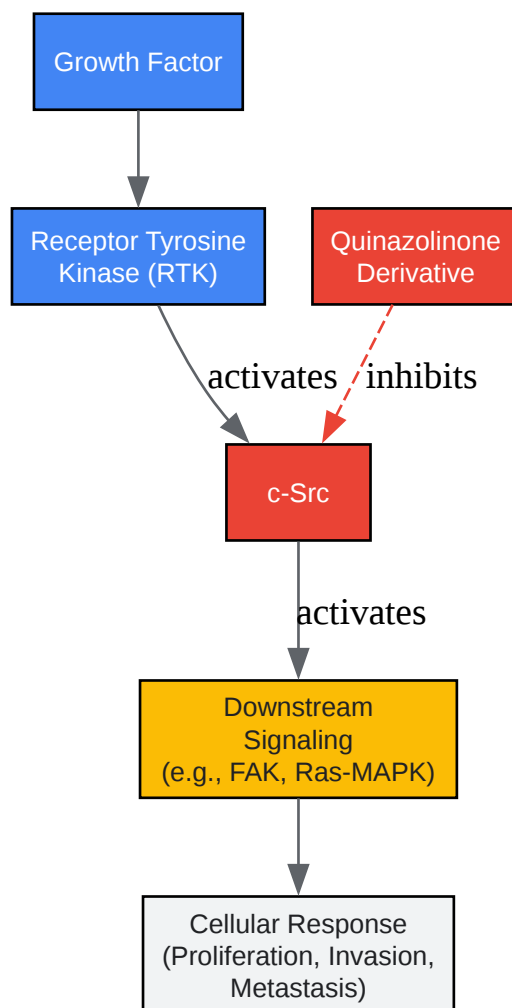 Growth Factor
Receptor Tyrosine
Kinase (RTK)
Quinazolinone
Derivative
activates
inhibits
c-Src
activates
Downstream
Signaling
(e.g., FAK, Ras-MAPK)
Cellular Response
(Proliferation, Invasion,
Metastasis)